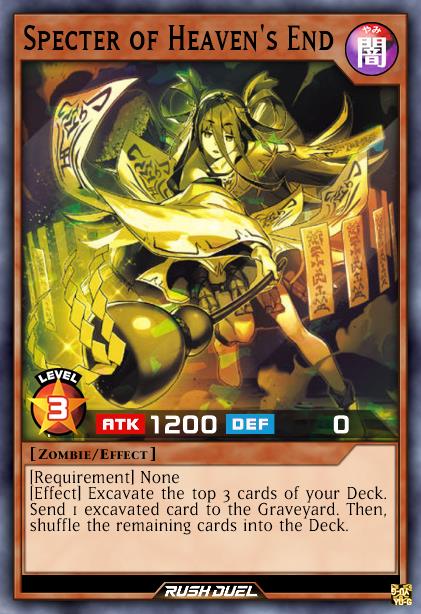 Specter of Heaven's End
やみ
闇
LEVEL
3
ATK 1200 DEF 0
[Zombie/Effect]
[Requirement] None
[Effect] Excavate the top 3 cards of your Deck.
Send 1 excavated card to the Graveyard. Then,
shuffle the remaining cards into the Deck.
RUSH DUEL